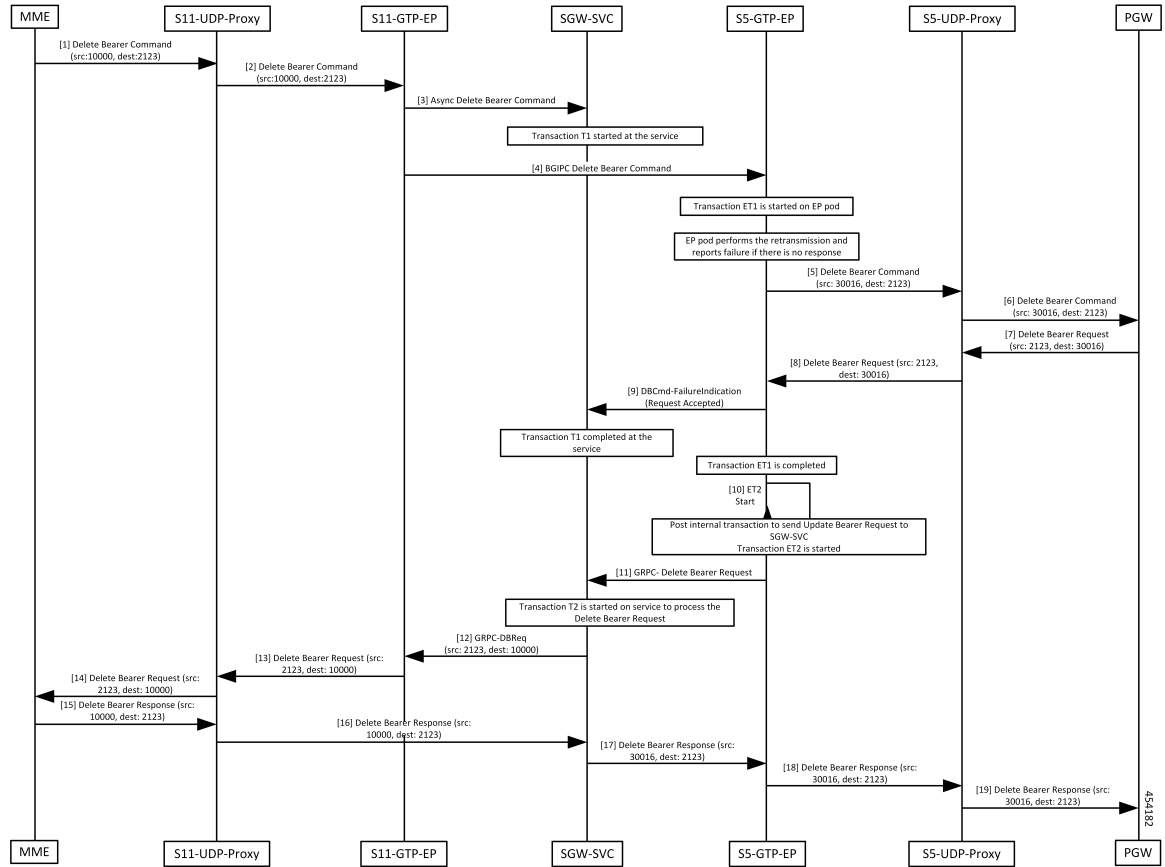 MME
S11-UDP-Proxy
S11-GTP-EP
SGW-SVC
S5-GTP-EP
S5-UDP-Proxy
PGW
[1] Delete Bearer Command
(src:10000, dest:2123)
[2] Delete Bearer Command
(src:10000, dest:2123)
[3] Async Delete Bearer Command
Transaction T1 started at the service
[4] BGIPC Delete Bearer Command
Transaction ET1 is started on EP pod
EP pod performs the retransmission and
reports failure if there is no response
[5] Delete Bearer Command
(src: 30016, dest: 2123)
[6] Delete Bearer Command
(src: 30016, dest: 2123)
[7] Delete Bearer Request
(src: 2123, dest: 30016)
[8] Delete Bearer Request (src: 2123,
dest: 30016)
[9] DBCmd-FailureIndication
(Request Accepted)
Transaction T1 completed at the
service
Transaction ET1 is completed
[10] ET2
Start
Post internal transaction to send Update Bearer Request to
SGW-SVC
Transaction ET2 is started
[11] GRPC- Delete Bearer Request
Transaction T2 is started on service to process the
Delete Bearer Request
[12] GRPC-DBReq
(src: 2123, dest: 10000)
[13] Delete Bearer Request (src:
2123, dest: 10000)
[14] Delete Bearer Request (src:
2123, dest: 10000)
[15] Delete Bearer Response (src:
10000, dest: 2123)
[16] Delete Bearer Response (src:
10000, dest: 2123)
[17] Delete Bearer Response (src:
30016, dest: 2123)
[18] Delete Bearer Response (src:
30016, dest: 2123)
[19] Delete Bearer Response (src:
30016, dest: 2123)
454182
MME
S11-UDP-Proxy
S11-GTP-EP
SGW-SVC
S5-GTP-EP
S5-UDP-Proxy
PGW